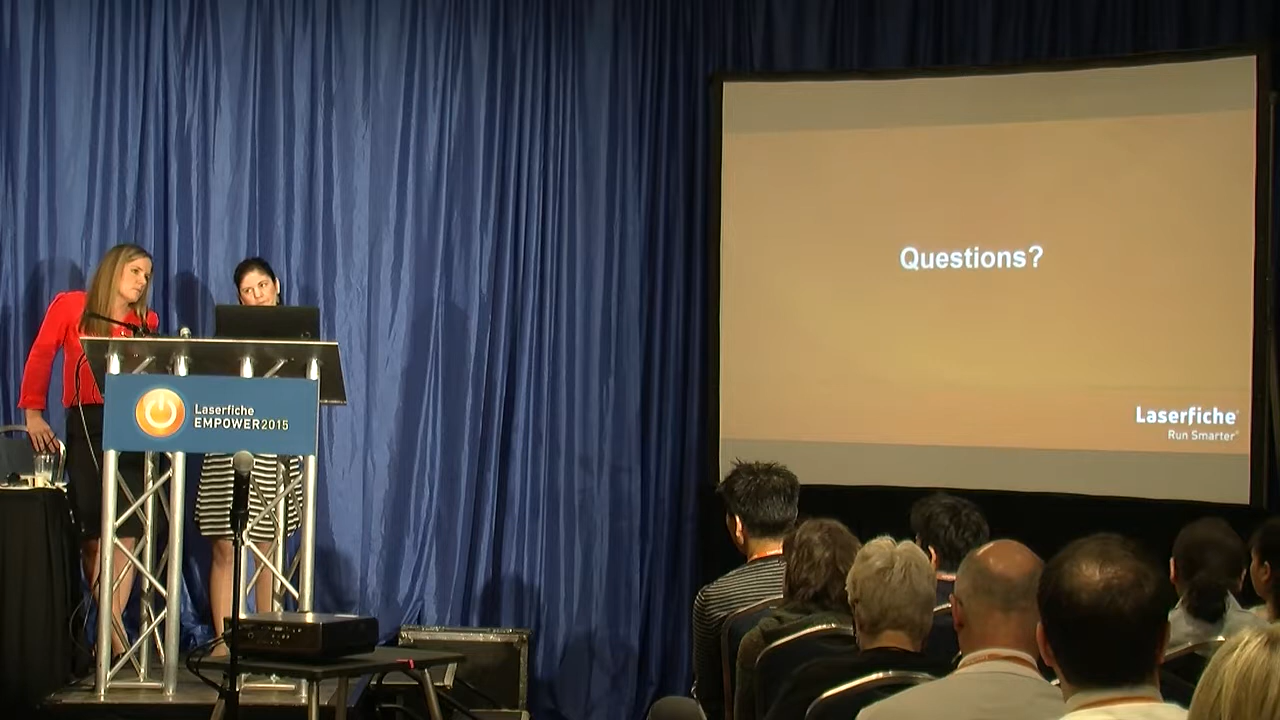 Laserfiche
EMPOWER2015
Questions?
Laserfiche®
Run Smarter®